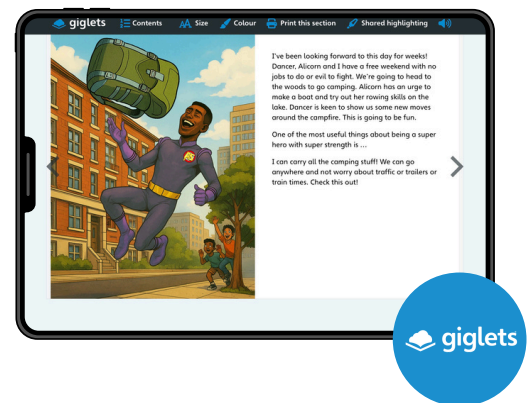 giglets
Contents
AA Size
Colour
Print this section
Shared highlighting
I've been looking forward to this day for weeks!
Dancer, Alicorn and I have a free weekend with no
jobs to do or evil to fight. We're going to head to
the woods to go camping. Alicorn has an urge to
make a boat and try out her rowing skills on the
lake. Dancer is keen to show us some new moves
around the campfire. This is going to be fun.
One of the most useful things about being a super
hero with super strength is ...
I can carry all the camping stuff! We can go
anywhere and not worry about traffic or trailers or
train times. Check this out!
giglets